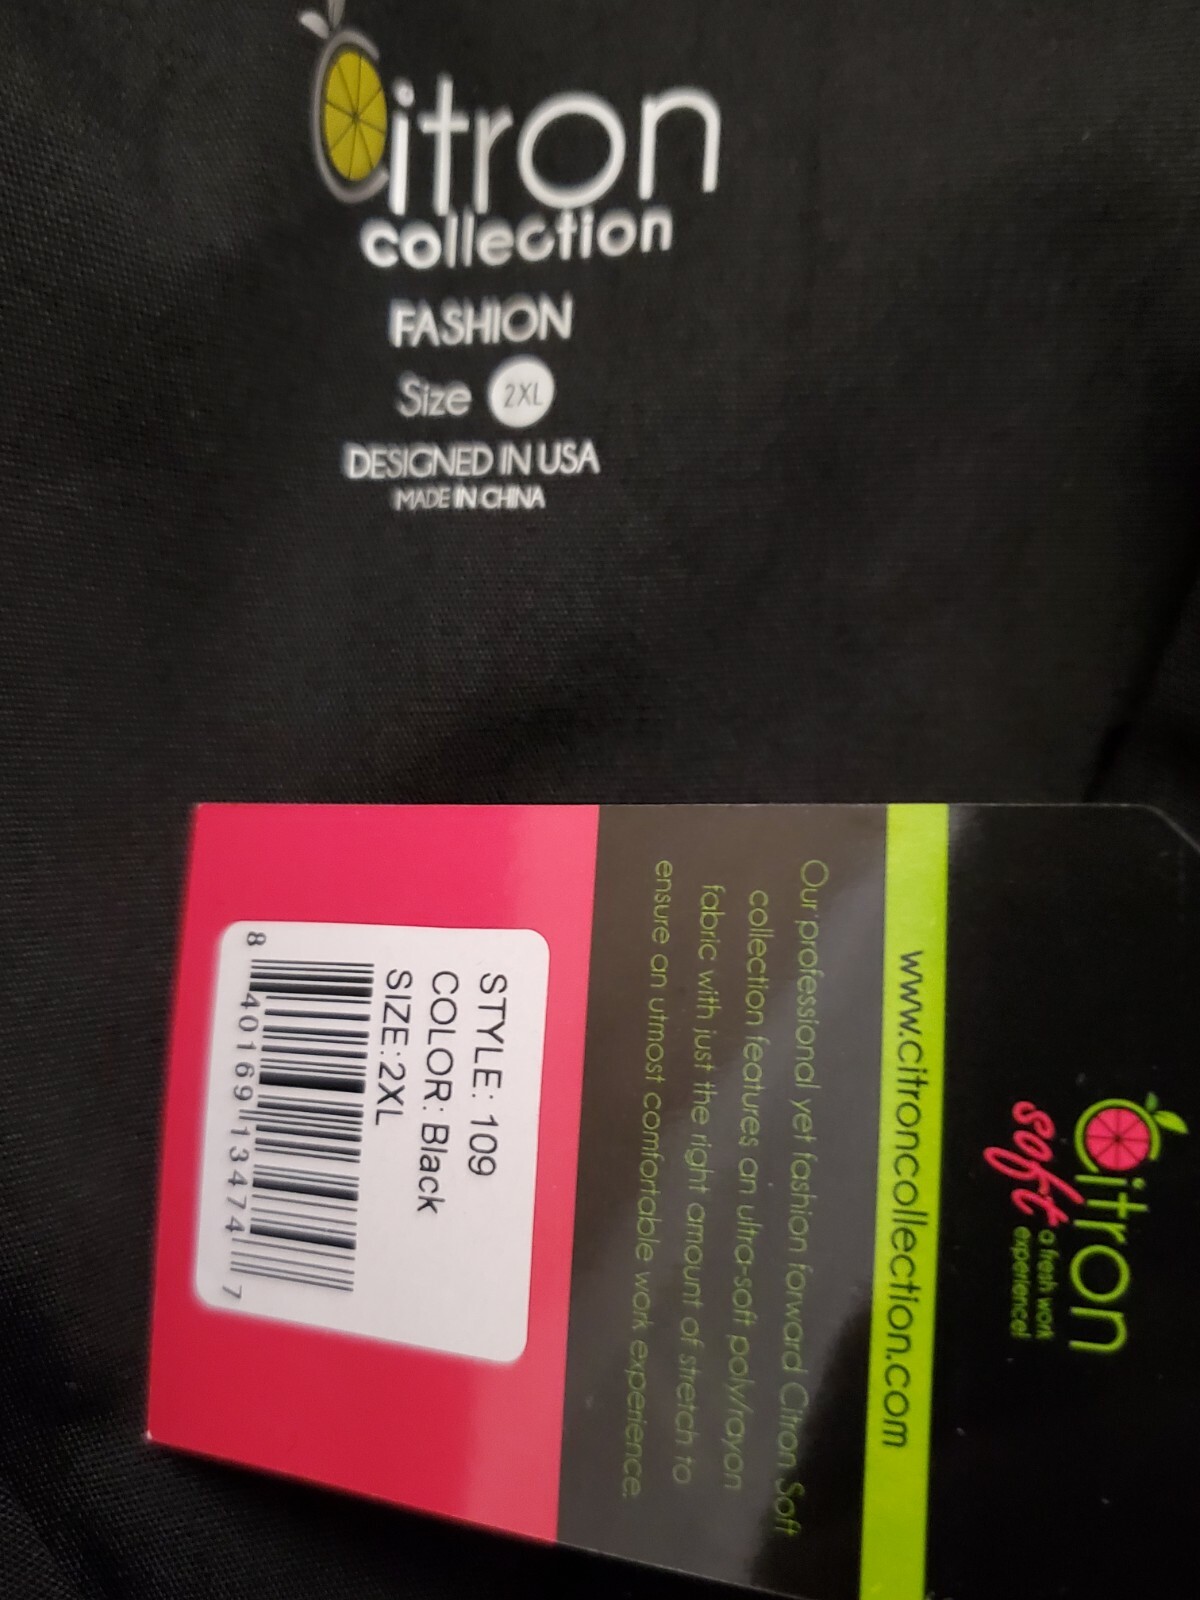 Citron
collection
FASHION
Size 2XL
DESIGNED IN USA
MADE IN CHINA
Citron
soft a fresh work
experience!
www.citroncollection.com
Our professional yet fashion forward Citron Soft
collection features an ultra-soft poly/rayon
fabric with just the right amount of stretch to
ensure an utmost comfortable work experience.
STYLE: 109
COLOR: Black
SIZE:2XL
8 40169 13474 7